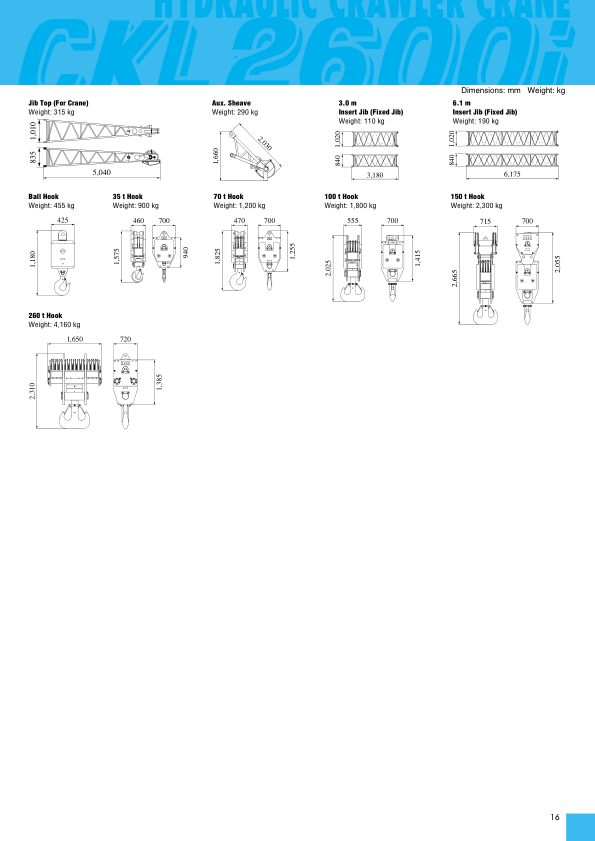 HYDRAULIC CRAWLER CRANE
CKL2600i
Dimensions: mm Weight: kg
Jib Top (For Crane)
Weight: 315 kg
1,010
835
5,040
Aux. Sheave
Weight: 290 kg
2,030
1,660
3.0 m
Insert Jib (Fixed Jib)
Weight: 110 kg
1,020
840
3,180
6.1 m
Insert Jib (Fixed Jib)
Weight: 190 kg
1,020
840
6,175
Ball Hook
Weight: 455 kg
425
1,180
35 t Hook
Weight: 900 kg
460 700
1,575
940
70 t Hook
Weight: 1,200 kg
470 700
1,825
1,255
100 t Hook
Weight: 1,800 kg
555 700
2,025
1,415
150 t Hook
Weight: 2,300 kg
715 700
2,665
2,055
260 t Hook
Weight: 4,160 kg
1,650 720
2,310
1,385
16